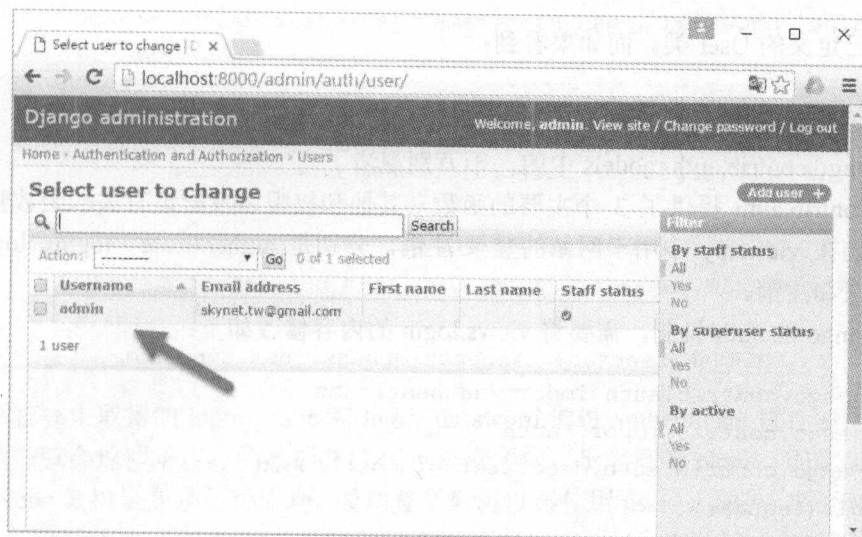 Select user to change | D
localhost:8000/admin/auth/user/
Django administration
Welcome, admin. View site / Change password / Log out
Home › Authentication and Authorization › Users
Select user to change
Add user +
Search
Action: --------- Go 0 of 1 selected
Username Email address First name Last name Staff status
admin skynet.tw@gmail.com
1 user
Filter
By staff status
All
Yes
No
By superuser status
All
Yes
No
By active
All
Yes
No